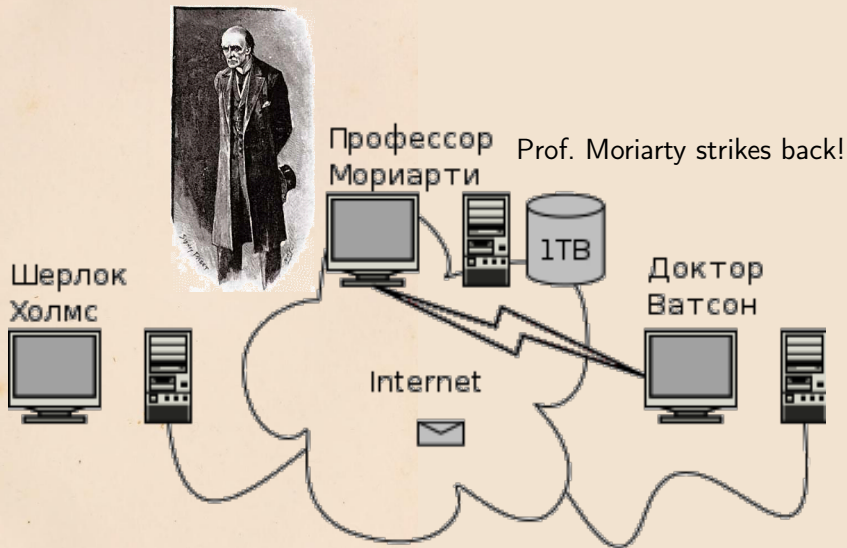 Профессор
Мориарти
Prof. Moriarty strikes back!
1TB
Шерлок
Холмс
Доктор
Ватсон
Internet